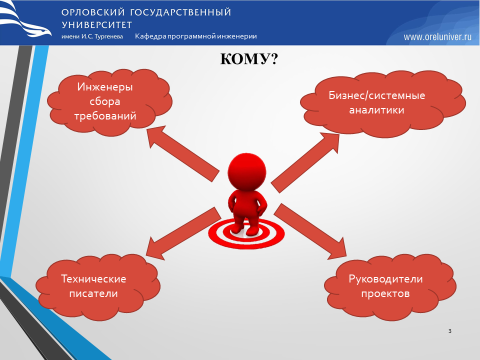 ОРЛОВСКИЙ ГОСУДАРСТВЕННЫЙ
УНИВЕРСИТЕТ
имени И.С. Тургенева Кафедра программной инженерии
www.oreluniver.ru
КОМУ?
Инженеры
сбора
требований
Бизнес/системные
аналитики
Технические
писатели
Руководители
проектов
3